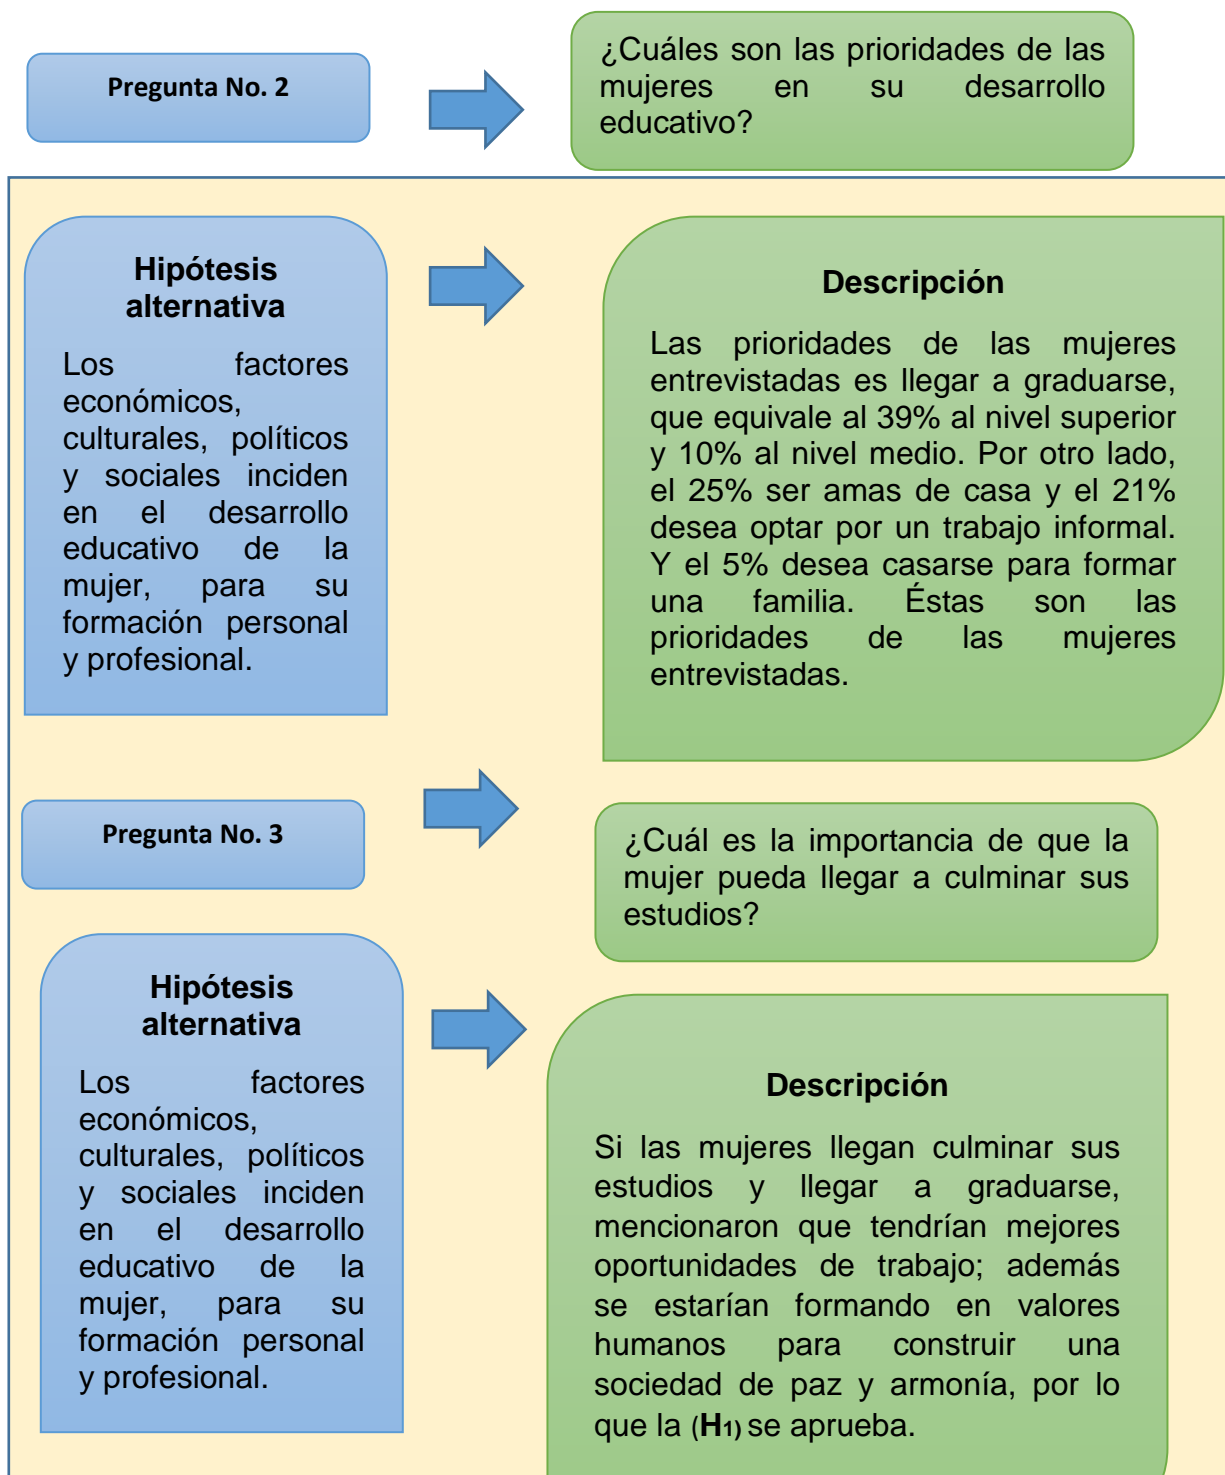 Pregunta No. 2
¿Cuáles son las prioridades de las
mujeres en su desarrollo
educativo?
Hipótesis
alternativa
Los factores
económicos,
culturales, políticos
y sociales inciden
en el desarrollo
educativo de la
mujer, para su
formación personal
y profesional.
Descripción
Las prioridades de las mujeres
entrevistadas es llegar a graduarse,
que equivale al 39% al nivel superior
y 10% al nivel medio. Por otro lado,
el 25% ser amas de casa y el 21%
desea optar por un trabajo informal.
Y el 5% desea casarse para formar
una familia. Éstas son las
prioridades de las mujeres
entrevistadas.
Pregunta No. 3
¿Cuál es la importancia de que la
mujer pueda llegar a culminar sus
estudios?
Hipótesis
alternativa
Los factores
económicos,
culturales, políticos
y sociales inciden
en el desarrollo
educativo de la
mujer, para su
formación personal
y profesional.
Descripción
Si las mujeres llegan culminar sus
estudios y llegar a graduarse,
mencionaron que tendrían mejores
oportunidades de trabajo; además
se estarían formando en valores
humanos para construir una
sociedad de paz y armonía, por lo
que la (H1) se aprueba.